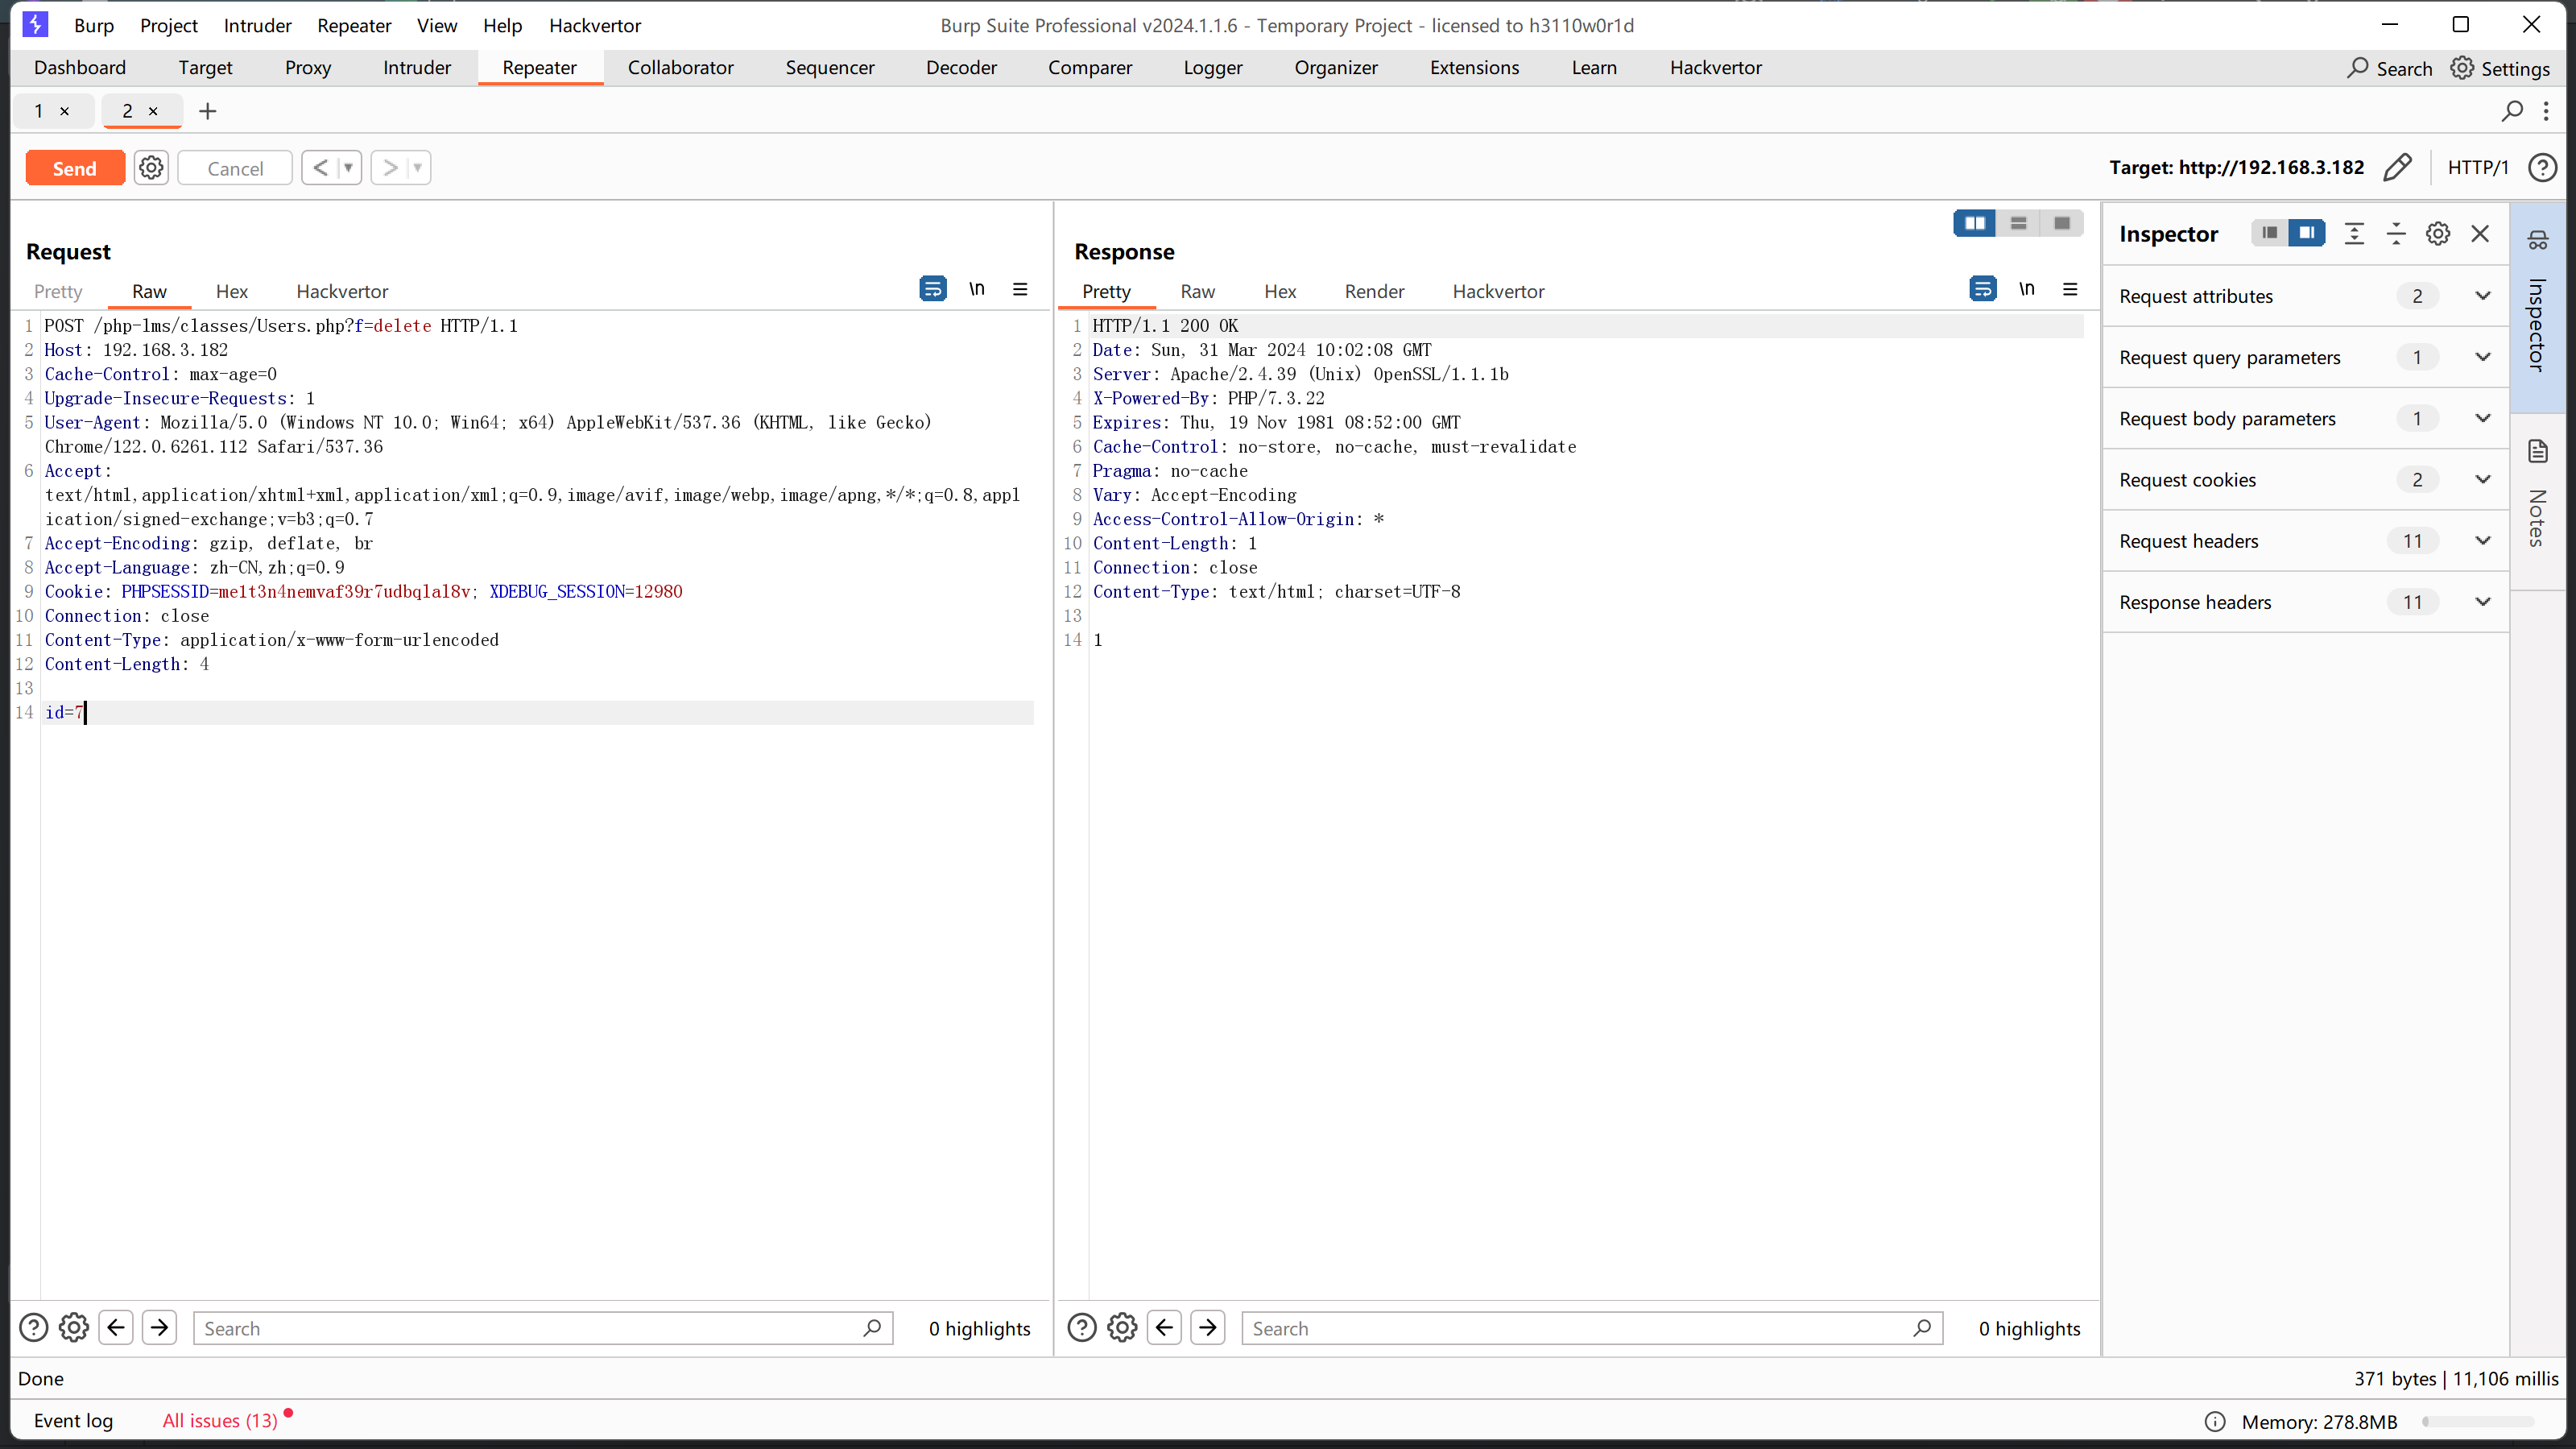 Burp Project Intruder Repeater View Help Hackvertor Burp Suite Professional v2024.1.1.6 - Temporary Project - licensed to h3110w0r1d
Dashboard Target Proxy Intruder Repeater Collaborator Sequencer Decoder Comparer Logger Organizer Extensions Learn Hackvertor Search Settings
1 × 2 × +
Send Cancel < > Target: http://192.168.3.182 HTTP/1
Request
Pretty Raw Hex Hackvertor \n
1 POST /php-lms/classes/Users.php?f=delete HTTP/1.1
2 Host: 192.168.3.182
3 Cache-Control: max-age=0
4 Upgrade-Insecure-Requests: 1
5 User-Agent: Mozilla/5.0 (Windows NT 10.0; Win64; x64) AppleWebKit/537.36 (KHTML, like Gecko)
Chrome/122.0.6261.112 Safari/537.36
6 Accept:
text/html,application/xhtml+xml,application/xml;q=0.9,image/avif,image/webp,image/apng,*/*;q=0.8,appl
ication/signed-exchange;v=b3;q=0.7
7 Accept-Encoding: gzip, deflate, br
8 Accept-Language: zh-CN,zh;q=0.9
9 Cookie: PHPSESSID=me1t3n4nemvaf39r7udbqlal8v; XDEBUG_SESSION=12980
10 Connection: close
11 Content-Type: application/x-www-form-urlencoded
12 Content-Length: 4
13
14 id=7
Search 0 highlights
Response
Pretty Raw Hex Render Hackvertor \n
1 HTTP/1.1 200 OK
2 Date: Sun, 31 Mar 2024 10:02:08 GMT
3 Server: Apache/2.4.39 (Unix) OpenSSL/1.1.1b
4 X-Powered-By: PHP/7.3.22
5 Expires: Thu, 19 Nov 1981 08:52:00 GMT
6 Cache-Control: no-store, no-cache, must-revalidate
7 Pragma: no-cache
8 Vary: Accept-Encoding
9 Access-Control-Allow-Origin: *
10 Content-Length: 1
11 Connection: close
12 Content-Type: text/html; charset=UTF-8
13
14 1
Search 0 highlights
Inspector
Request attributes 2
Request query parameters 1
Request body parameters 1
Request cookies 2
Request headers 11
Response headers 11
Inspector
Notes
Done 371 bytes | 11,106 millis
Event log All issues (13) Memory: 278.8MB